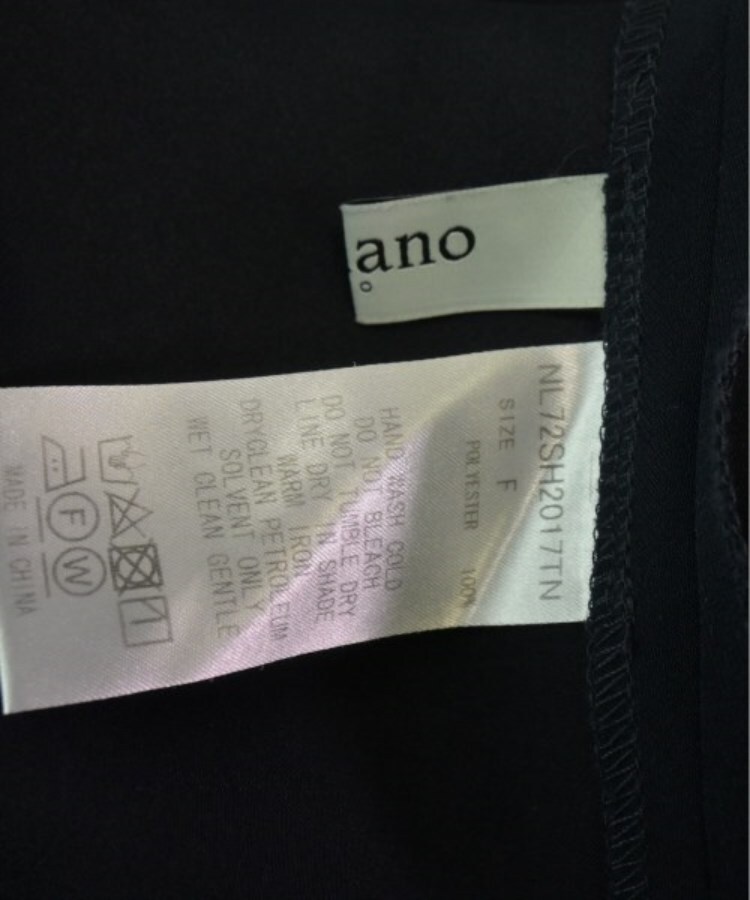 ano
NL72SH2017TN
SIZE F
POLYESTER 100%
HAND WASH COLD
DO NOT BLEACH
DO NOT TUMBLE DRY
LINE DRY IN SHADE
WARM IRON
DRYCLEAN PETROLEUM
SOLVENT ONLY
WET CLEAN GENTLE
F
W
MADE IN CHINA